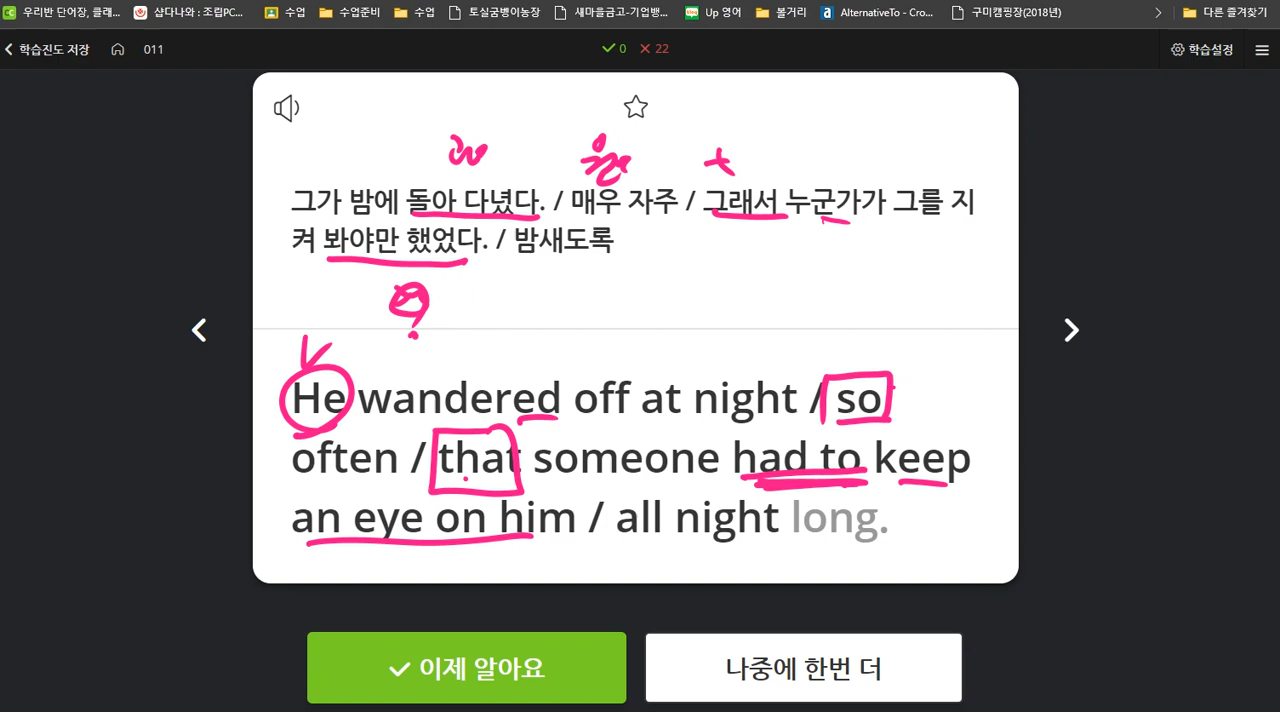 우리반 단어장, 클래... 샵다나와 : 조립PC... 수업 수업준비 수업 토실굼벵이농장 새마을금고-기업뱅... Up 영어 볼거리 AlternativeTo - Cro... 구미캠핑장(2018년) 다른 즐겨찾기
학습진도 저장 011 0 22 학습설정
그가 밤에 돌아 다녔다. / 매우 자주 / 그래서 누군가가 그를 지
켜 봐야만 했었다. / 밤새도록
He wandered off at night / so
often / that someone had to keep
an eye on him / all night long.
이제 알아요 나중에 한번 더